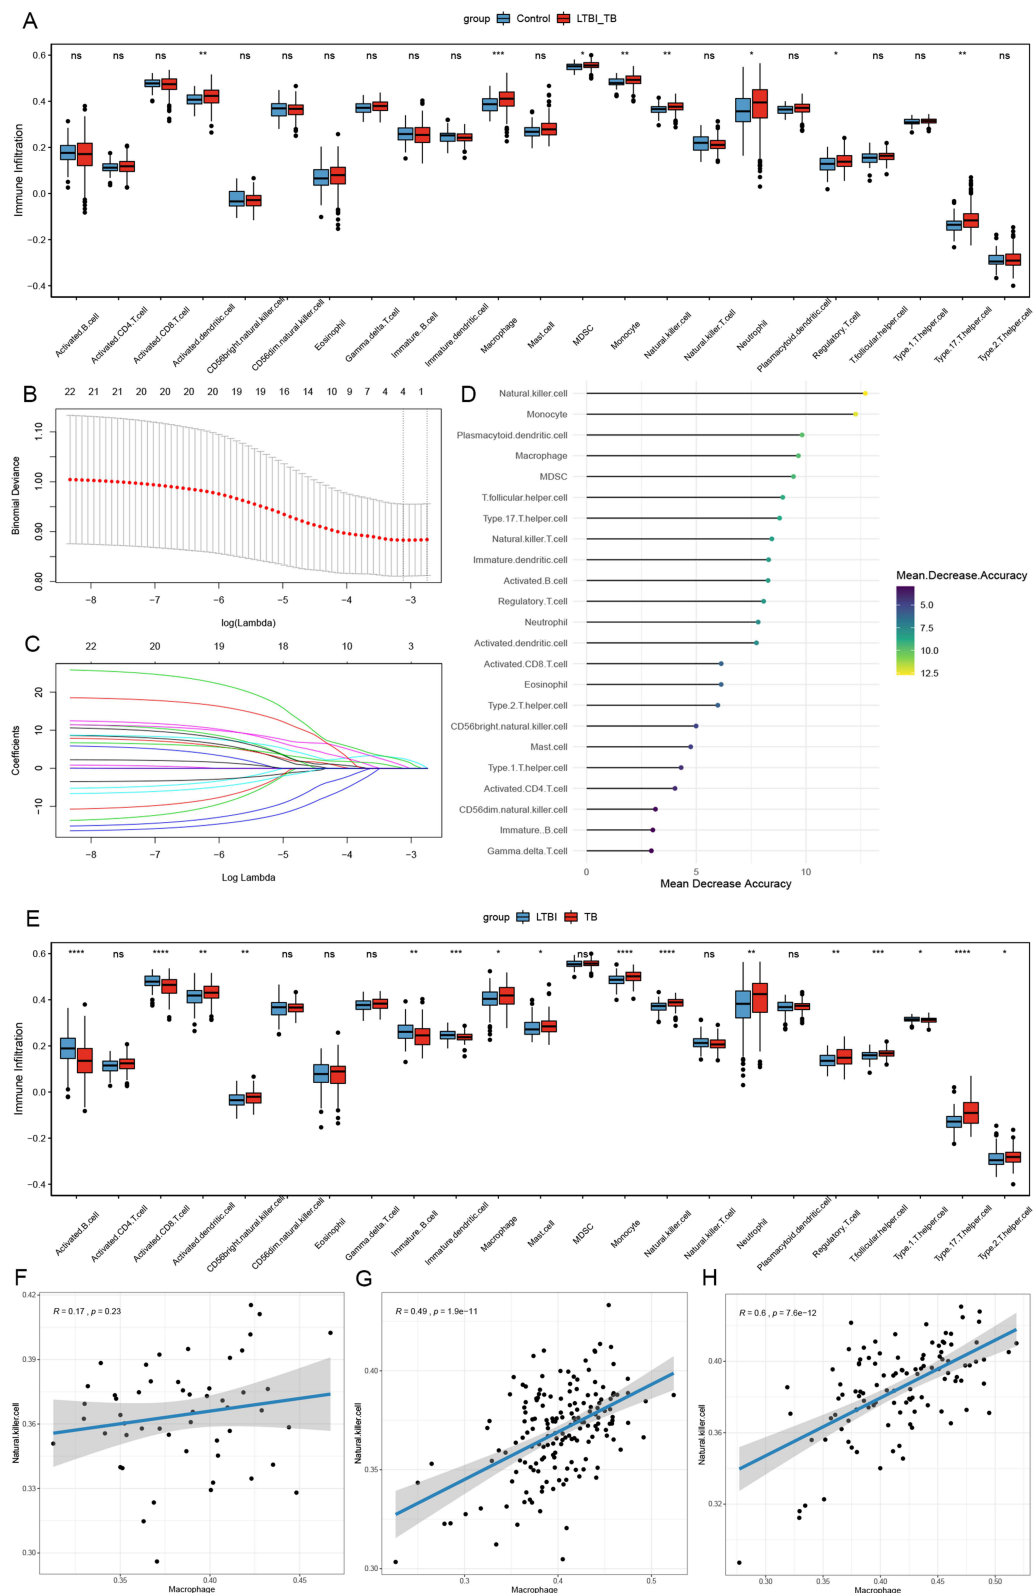 A
group Control LTBI_TB
ns ns ns ** ns ns ns ns ns ns *** ns * ** ** ns * ns * ns ns ** ns
0.6
0.4
0.2
0.0
−0.2
−0.4
Immune Infiltration
Activated.B.cell
Activated.CD4.T.cell
Activated.CD8.T.cell
Activated.dendritic.cell
CD56bright.natural.killer.cell
CD56dim.natural.killer.cell
Eosinophil
Gamma.delta.T.cell
Immature..B.cell
Immature.dendritic.cell
Macrophage
Mast.cell
MDSC
Monocyte
Natural.killer.cell
Natural.killer.T.cell
Neutrophil
Plasmacytoid.dendritic.cell
Regulatory.T.cell
T.follicular.helper.cell
Type.1.T.helper.cell
Type.17.T.helper.cell
Type.2.T.helper.cell
B
22 21 21 20 20 20 20 19 19 16 14 10 9 7 4 4 1
1.10
1.00
0.90
0.80
Binomial Deviance
−8 −7 −6 −5 −4 −3
log(Lambda)
C
22 20 19 18 10 3
20
10
0
−10
Coefficients
−8 −7 −6 −5 −4 −3
Log Lambda
D
Natural.killer.cell
Monocyte
Plasmacytoid.dendritic.cell
Macrophage
MDSC
T.follicular.helper.cell
Type.17.T.helper.cell
Natural.killer.T.cell
Immature.dendritic.cell
Activated.B.cell
Regulatory.T.cell
Neutrophil
Activated.dendritic.cell
Activated.CD8.T.cell
Eosinophil
Type.2.T.helper.cell
CD56bright.natural.killer.cell
Mast.cell
Type.1.T.helper.cell
Activated.CD4.T.cell
CD56dim.natural.killer.cell
Immature..B.cell
Gamma.delta.T.cell
0 5 10
Mean Decrease Accuracy
Mean.Decrease.Accuracy
5.0
7.5
10.0
12.5
E
group LTBI TB
**** ns **** ** ** ns ns ns ** *** * * ns **** **** ns ** ns ** *** * **** *
0.6
0.4
0.2
0.0
−0.2
−0.4
Immune Infiltration
Activated.B.cell
Activated.CD4.T.cell
Activated.CD8.T.cell
Activated.dendritic.cell
CD56bright.natural.killer.cell
CD56dim.natural.killer.cell
Eosinophil
Gamma.delta.T.cell
Immature..B.cell
Immature.dendritic.cell
Macrophage
Mast.cell
MDSC
Monocyte
Natural.killer.cell
Natural.killer.T.cell
Neutrophil
Plasmacytoid.dendritic.cell
Regulatory.T.cell
T.follicular.helper.cell
Type.1.T.helper.cell
Type.17.T.helper.cell
Type.2.T.helper.cell
F
R = 0.17 , p = 0.23
0.42
0.39
0.36
0.33
0.30
Natural.killer.cell
0.35 0.40 0.45
Macrophage
G
R = 0.49 , p = 1.9e−11
0.40
0.35
0.30
Natural.killer.cell
0.3 0.4 0.5
Macrophage
H
R = 0.6 , p = 7.6e−12
0.40
0.36
0.32
Natural.killer.cell
0.30 0.35 0.40 0.45 0.50
Macrophage